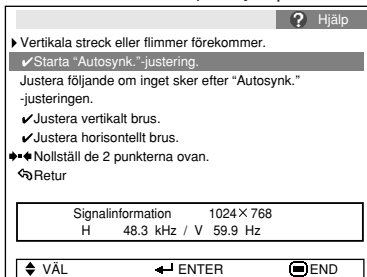 ? Hjälp
Vertikala streck eller flimmer förekommer.
✔Starta “Autosynk.”-justering.
Justera följande om inget sker efter “Autosynk.”
-justeringen.
✔Justera vertikalt brus.
✔Justera horisontellt brus.
Nollställ de 2 punkterna ovan.
Retur
Signalinformation 1024×768
H 48.3 kHz / V 59.9 Hz
VÄL ENTER END